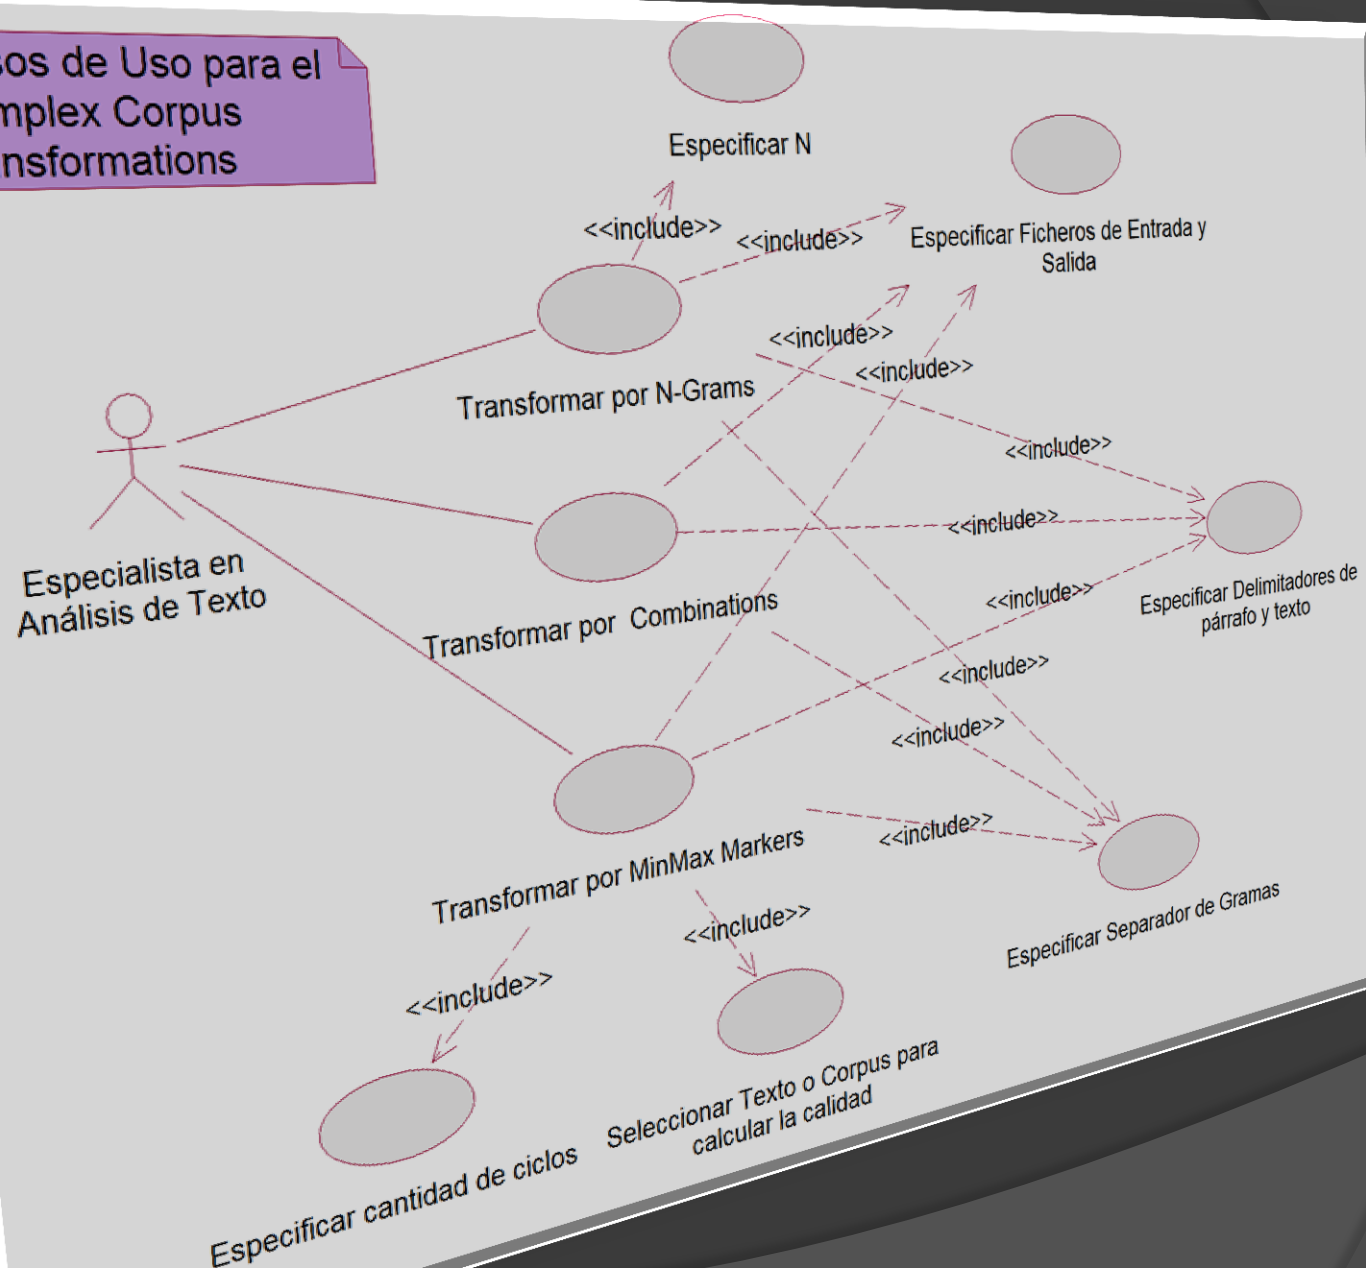 de Uso para el
Corpus
Especificar N
<<include>>
<<include>>
Especificar Ficheros de Entrada y
Salida
<<include>>
<<include>>
Transformar por N-Grams
<<include>>
<<include>>
Especialista en
Análisis de Texto
Transformar por Combinations
<<include>>
Especificar Delimitadores de
párrafo y texto
<<include>>
<<include>>
<<include>>
Transformar por MinMax Markers
<<include>>
<<include>>
Especificar Separador de Gramas
Seleccionar Texto o Corpus para
calcular la calidad
Especificar cantidad de ciclos